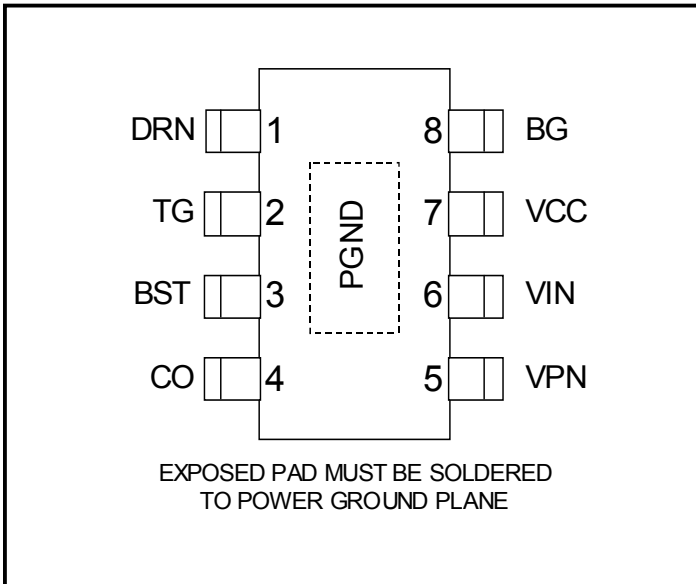 DRN 1 8 BG
TG 2 7 VCC
BST 3 6 VIN
CO 4 5 VPN
PGND
EXPOSED PAD MUST BE SOLDERED
TO POWER GROUND PLANE